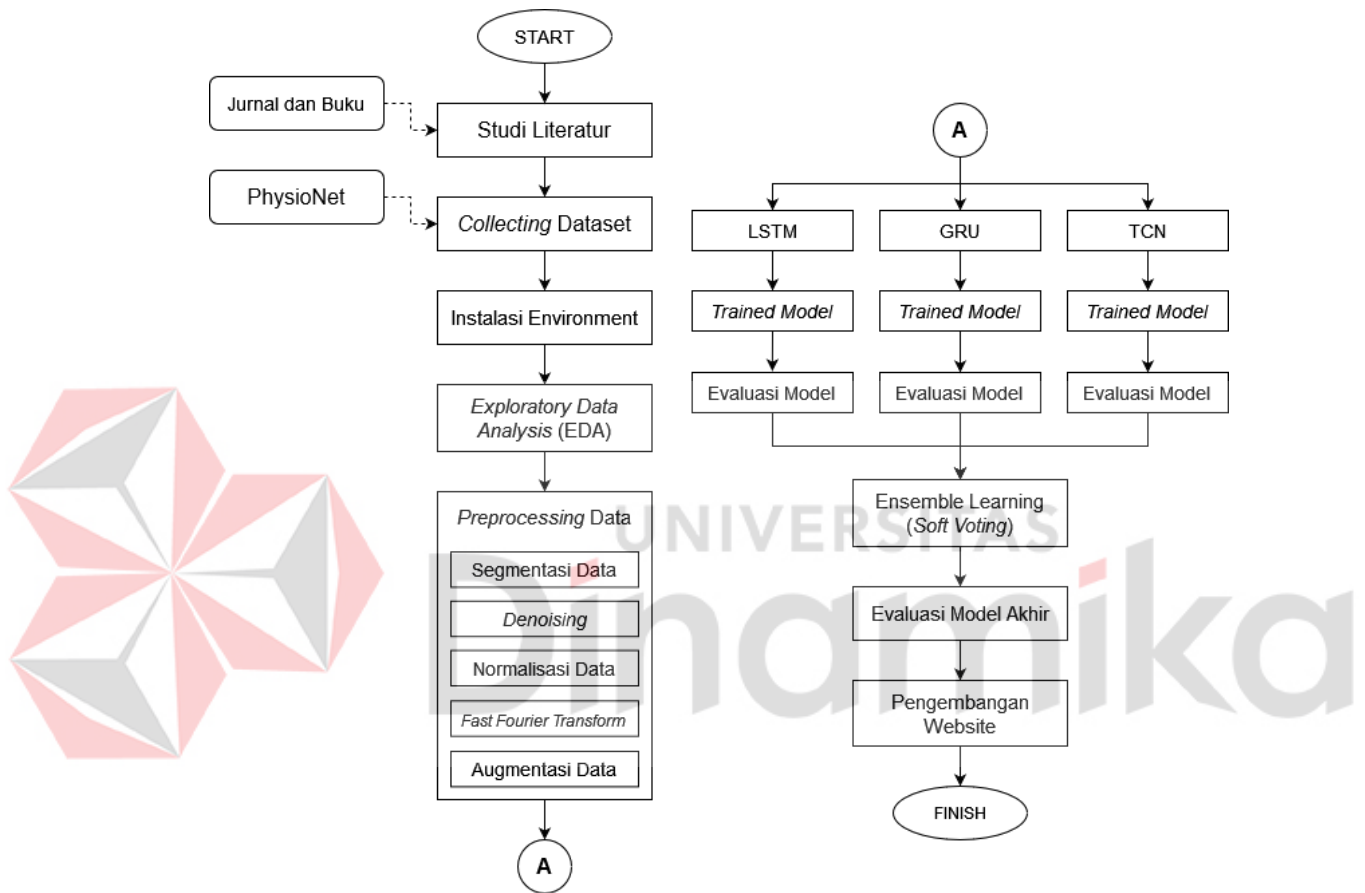 START
Jurnal dan Buku
Studi Literatur
PhysioNet
Collecting Dataset
Instalasi Environment
Exploratory Data
Analysis (EDA)
Preprocessing Data
Segmentasi Data
Denoising
Normalisasi Data
Fast Fourier Transform
Augmentasi Data
A
A
LSTM
GRU
TCN
Trained Model
Trained Model
Trained Model
Evaluasi Model
Evaluasi Model
Evaluasi Model
Ensemble Learning
(Soft Voting)
Evaluasi Model Akhir
Pengembangan
Website
FINISH
UNIVERSITAS
Dinamika